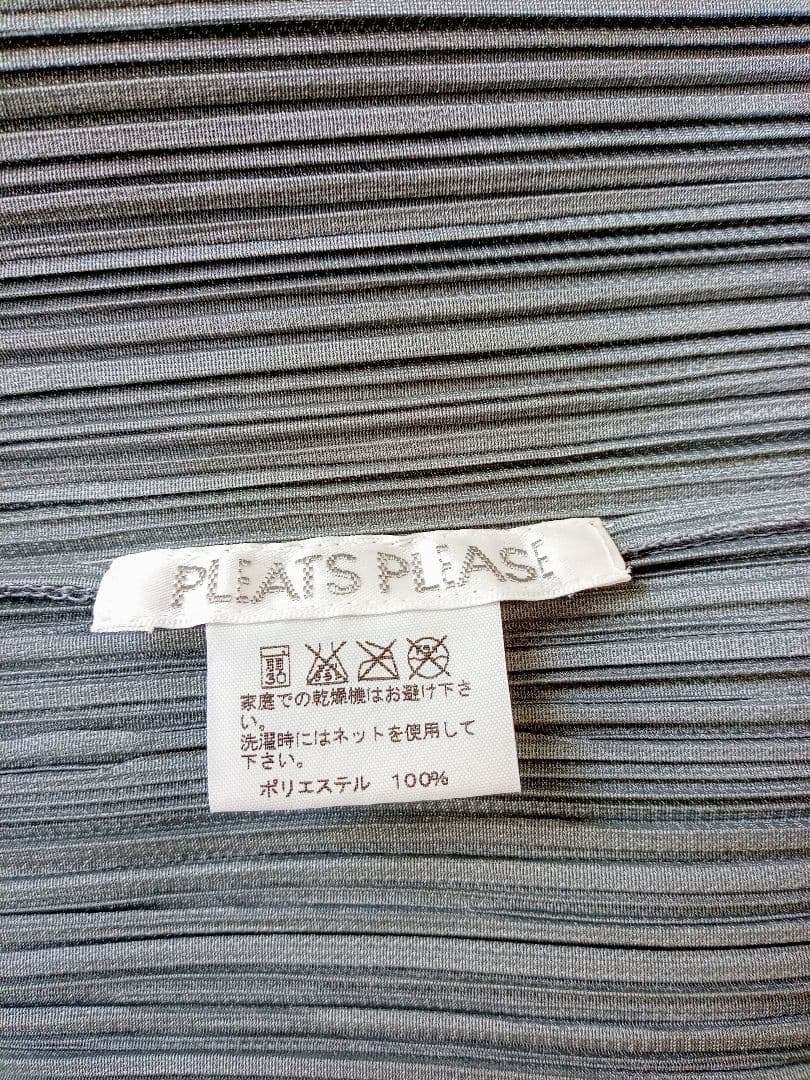 PLEATS PLEASE
弱
30
家庭での乾燥機はお避け下さ
い。
洗濯時にはネットを使用して
下さい。
ポリエステル 100%